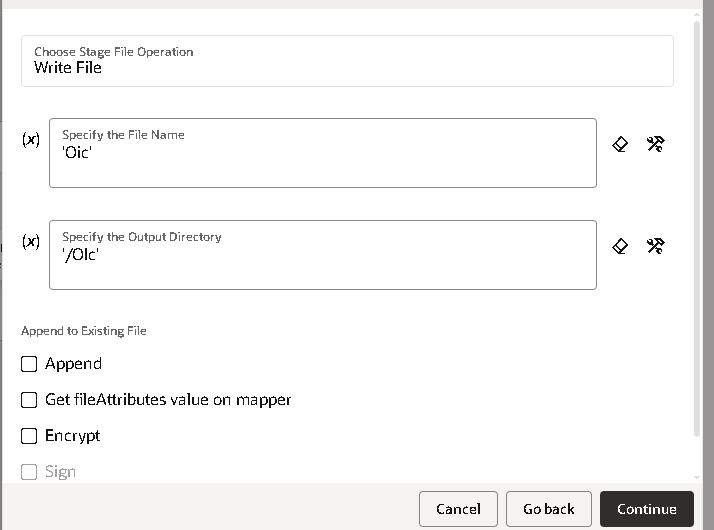 Choose Stage File Operation
Write File
(x)
Specify the File Name
'Oic'
(x)
Specify the Output Directory
'/OIc'
Append to Existing File
Append
Get fileAttributes value on mapper
Encrypt
Sign
Cancel Go back Continue